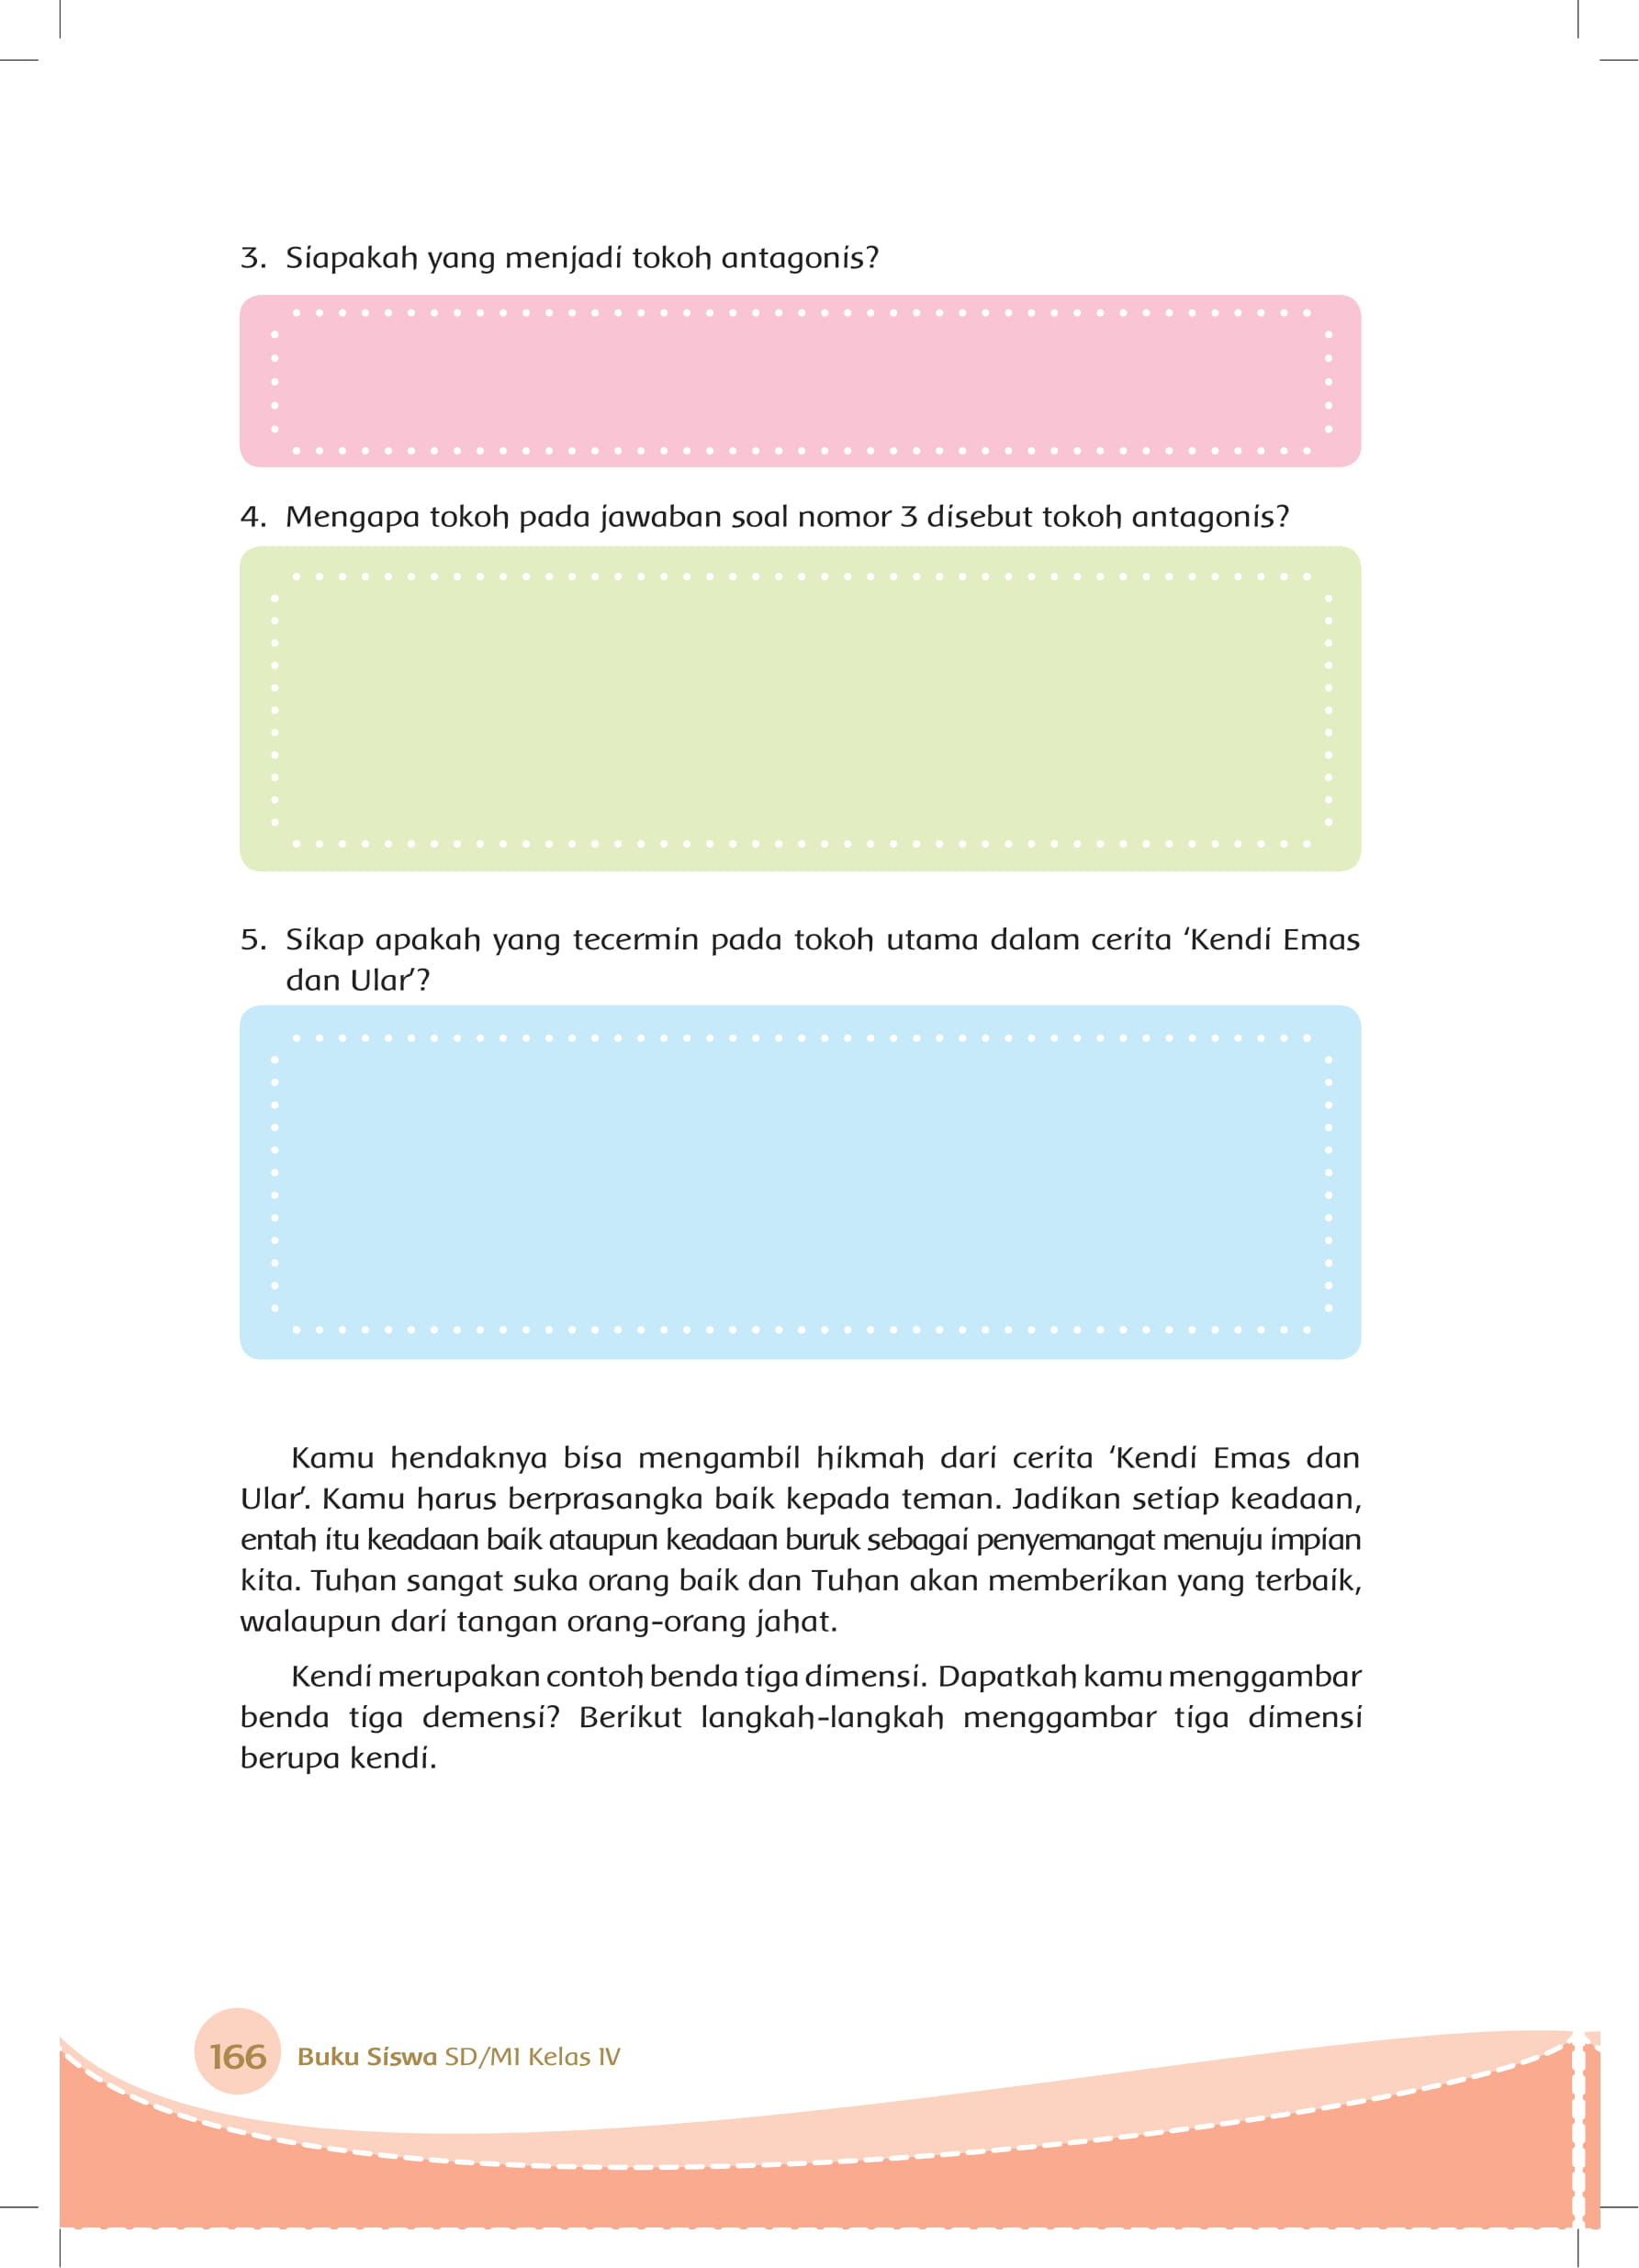 3. Siapakah yang menjadi tokoh antagonis?
4. Mengapa tokoh pada jawaban soal nomor 3 disebut tokoh antagonis?
5. Sikap apakah yang tecermin pada tokoh utama dalam cerita ‘Kendi Emas
dan Ular’?
Kamu hendaknya bisa mengambil hikmah dari cerita ‘Kendi Emas dan
Ular’. Kamu harus berprasangka baik kepada teman. Jadikan setiap keadaan,
entah itu keadaan baik ataupun keadaan buruk sebagai penyemangat menuju impian
kita. Tuhan sangat suka orang baik dan Tuhan akan memberikan yang terbaik,
walaupun dari tangan orang-orang jahat.
Kendi merupakan contoh benda tiga dimensi. Dapatkah kamu menggambar
benda tiga demensi? Berikut langkah-langkah menggambar tiga dimensi
berupa kendi.
166 Buku Siswa SD/MI Kelas IV